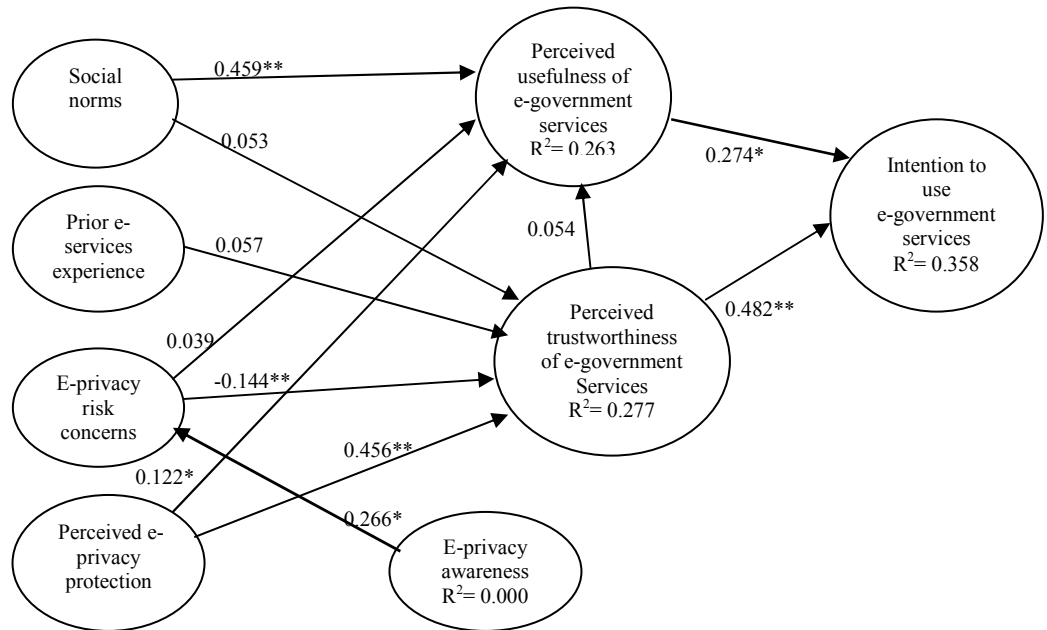 Social
norms
0.459**
0.053
Perceived
usefulness of
e-government
services
R²= 0.263
0.274*
Intention to
use
e-government
services
R²= 0.358
Prior e-
services
experience
0.057
0.054
Perceived
trustworthiness
of e-government
Services
R²= 0.277
0.482**
E-privacy
risk
concerns
0.039
-0.144**
0.456**
0.122*
0.266*
Perceived e-
privacy
protection
E-privacy
awareness
R²= 0.000